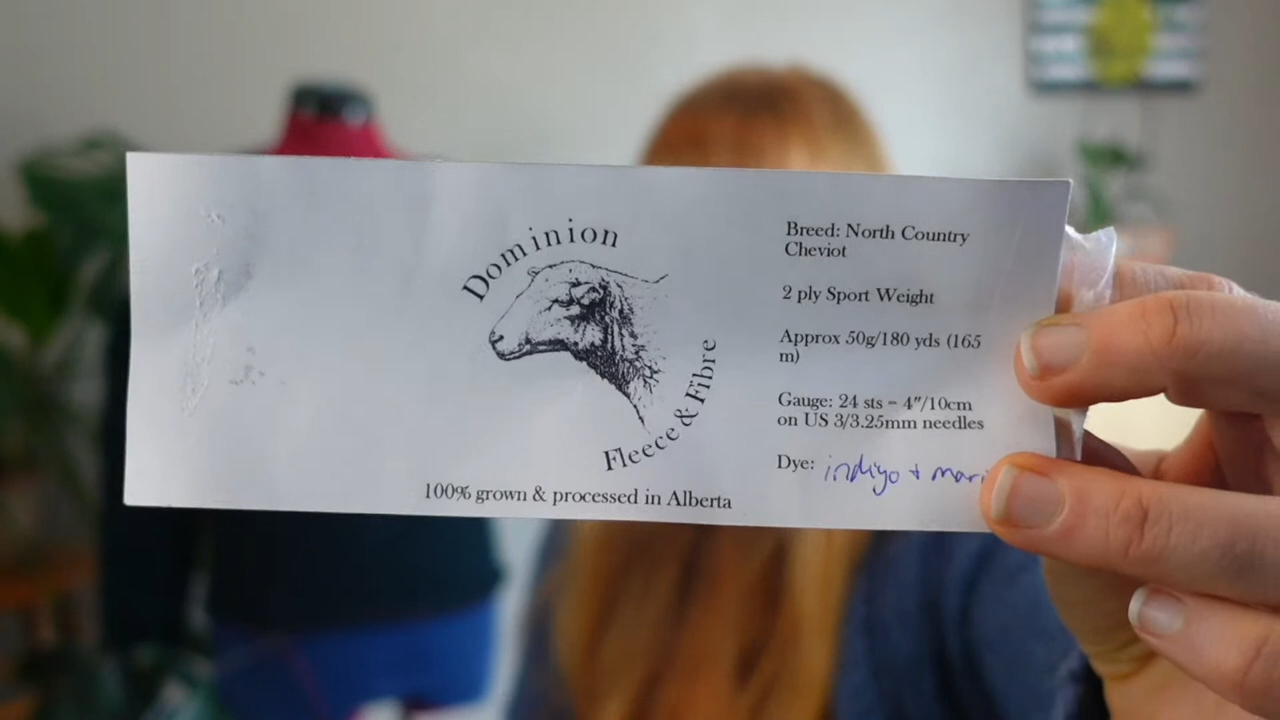 Dominion
Fleece & Fibre
100% grown & processed in Alberta
Breed: North Country
Cheviot
2 ply Sport Weight
Approx 50g/180 yds (165
m)
Gauge: 24 sts = 4"/10cm
on US 3/3.25mm needles
Dye: indigo +